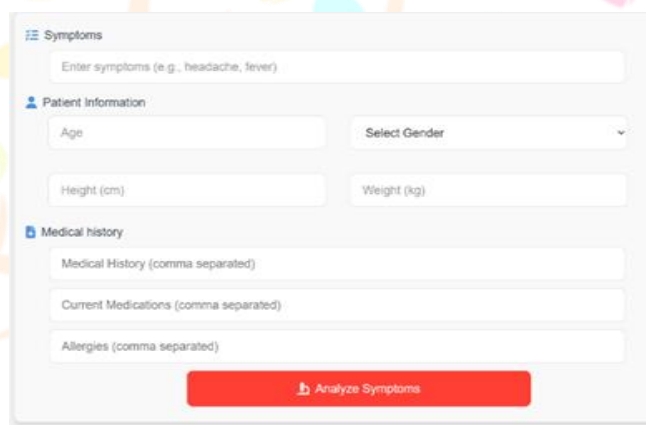 Symptoms
Enter symptoms (e.g., headache, fever)
Patient Information
Age
Select Gender
Height (cm)
Weight (kg)
Medical history
Medical History (comma separated)
Current Medications (comma separated)
Allergies (comma separated)
Analyze Symptoms